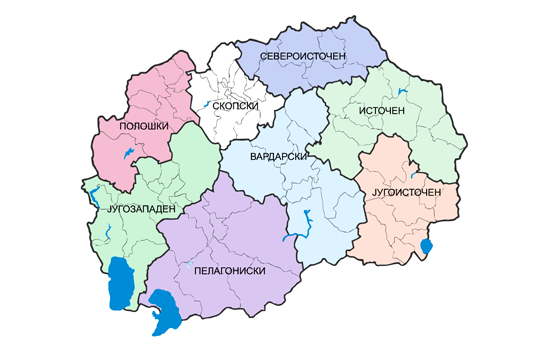 СЕВЕРОИСТОЧЕН
СКОПСКИ
ИСТОЧЕН
ПОЛОШКИ
ВАРДАРСКИ
ЈУГОИСТОЧЕН
ЈУГОЗАПАДЕН
ПЕЛАГОНИСКИ